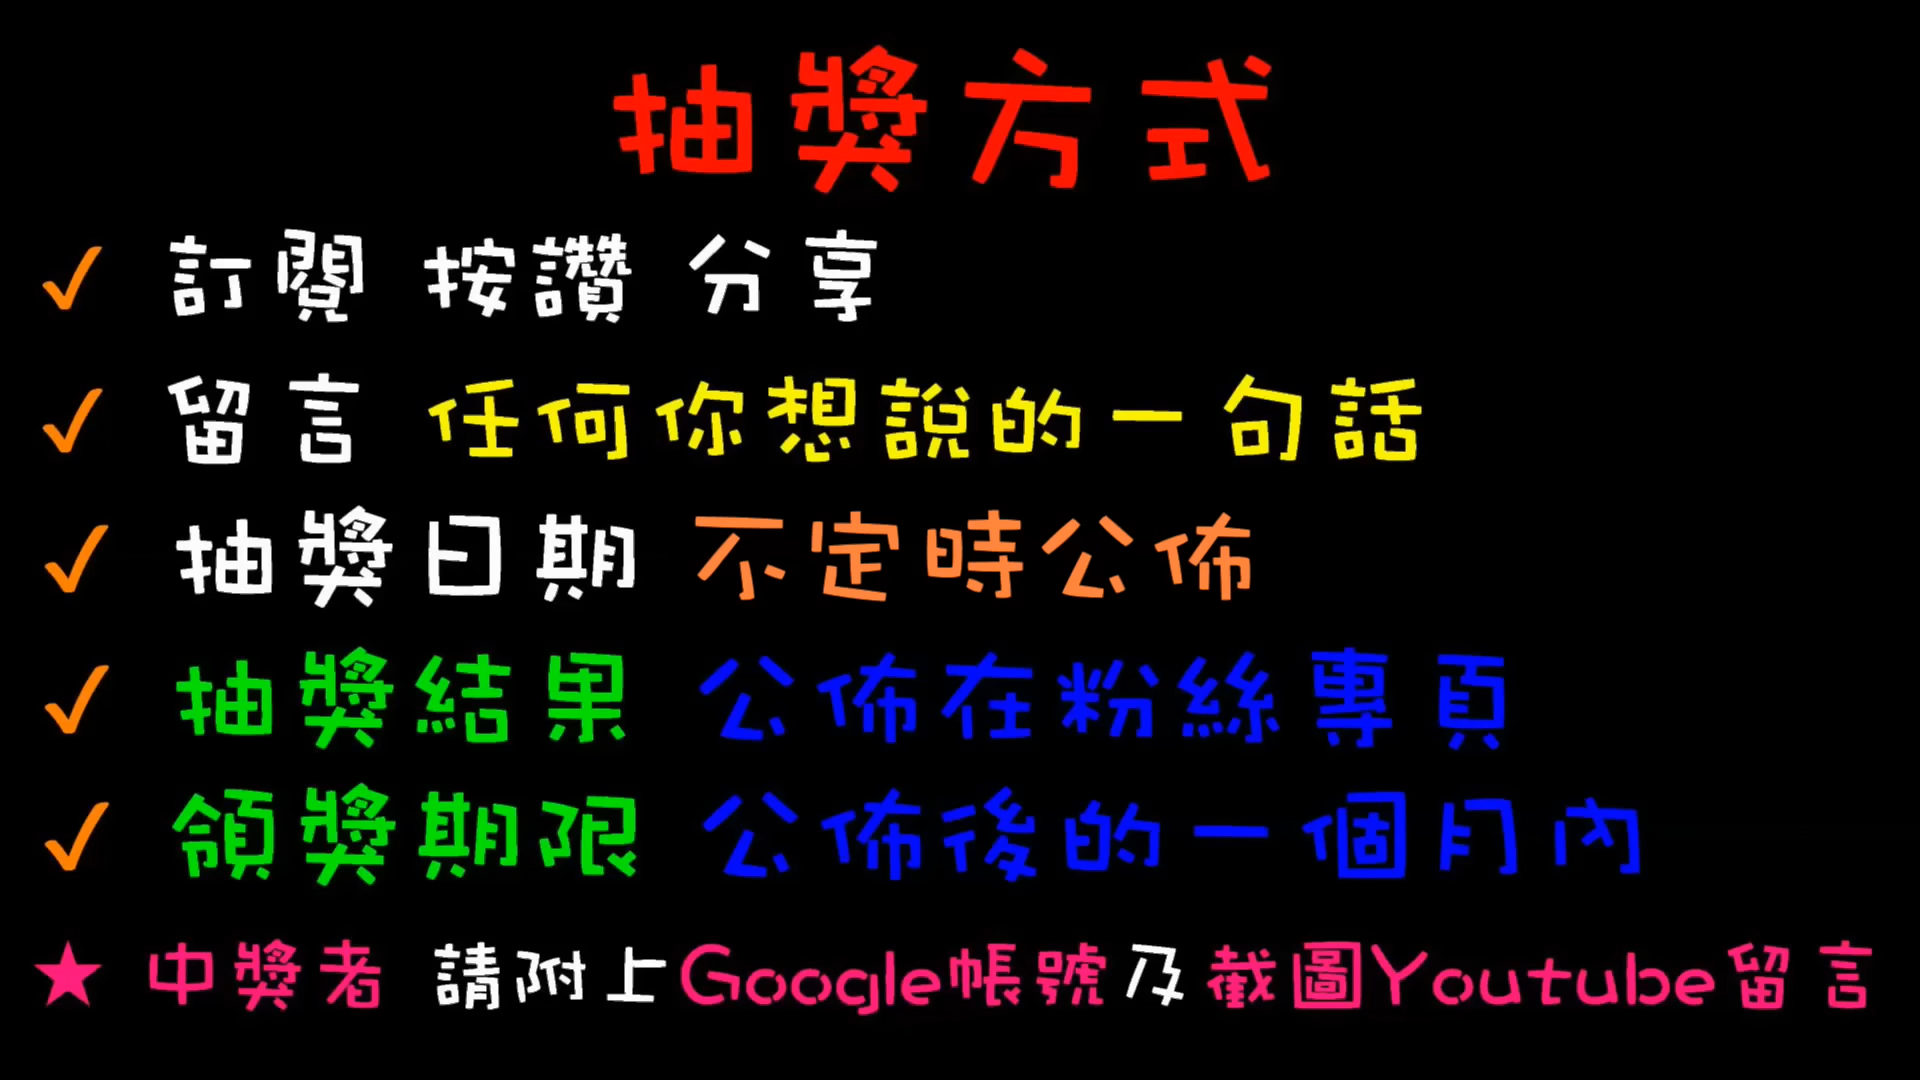 抽獎方式
✓ 訂閱 按讚 分享
✓ 留言 任何你想說的一句話
✓ 抽獎日期 不定時公佈
✓ 抽獎結果 公佈在粉絲專頁
✓ 領獎期限 公佈後的一個月內
★ 中獎者 請附上Google帳號及截圖Youtube留言